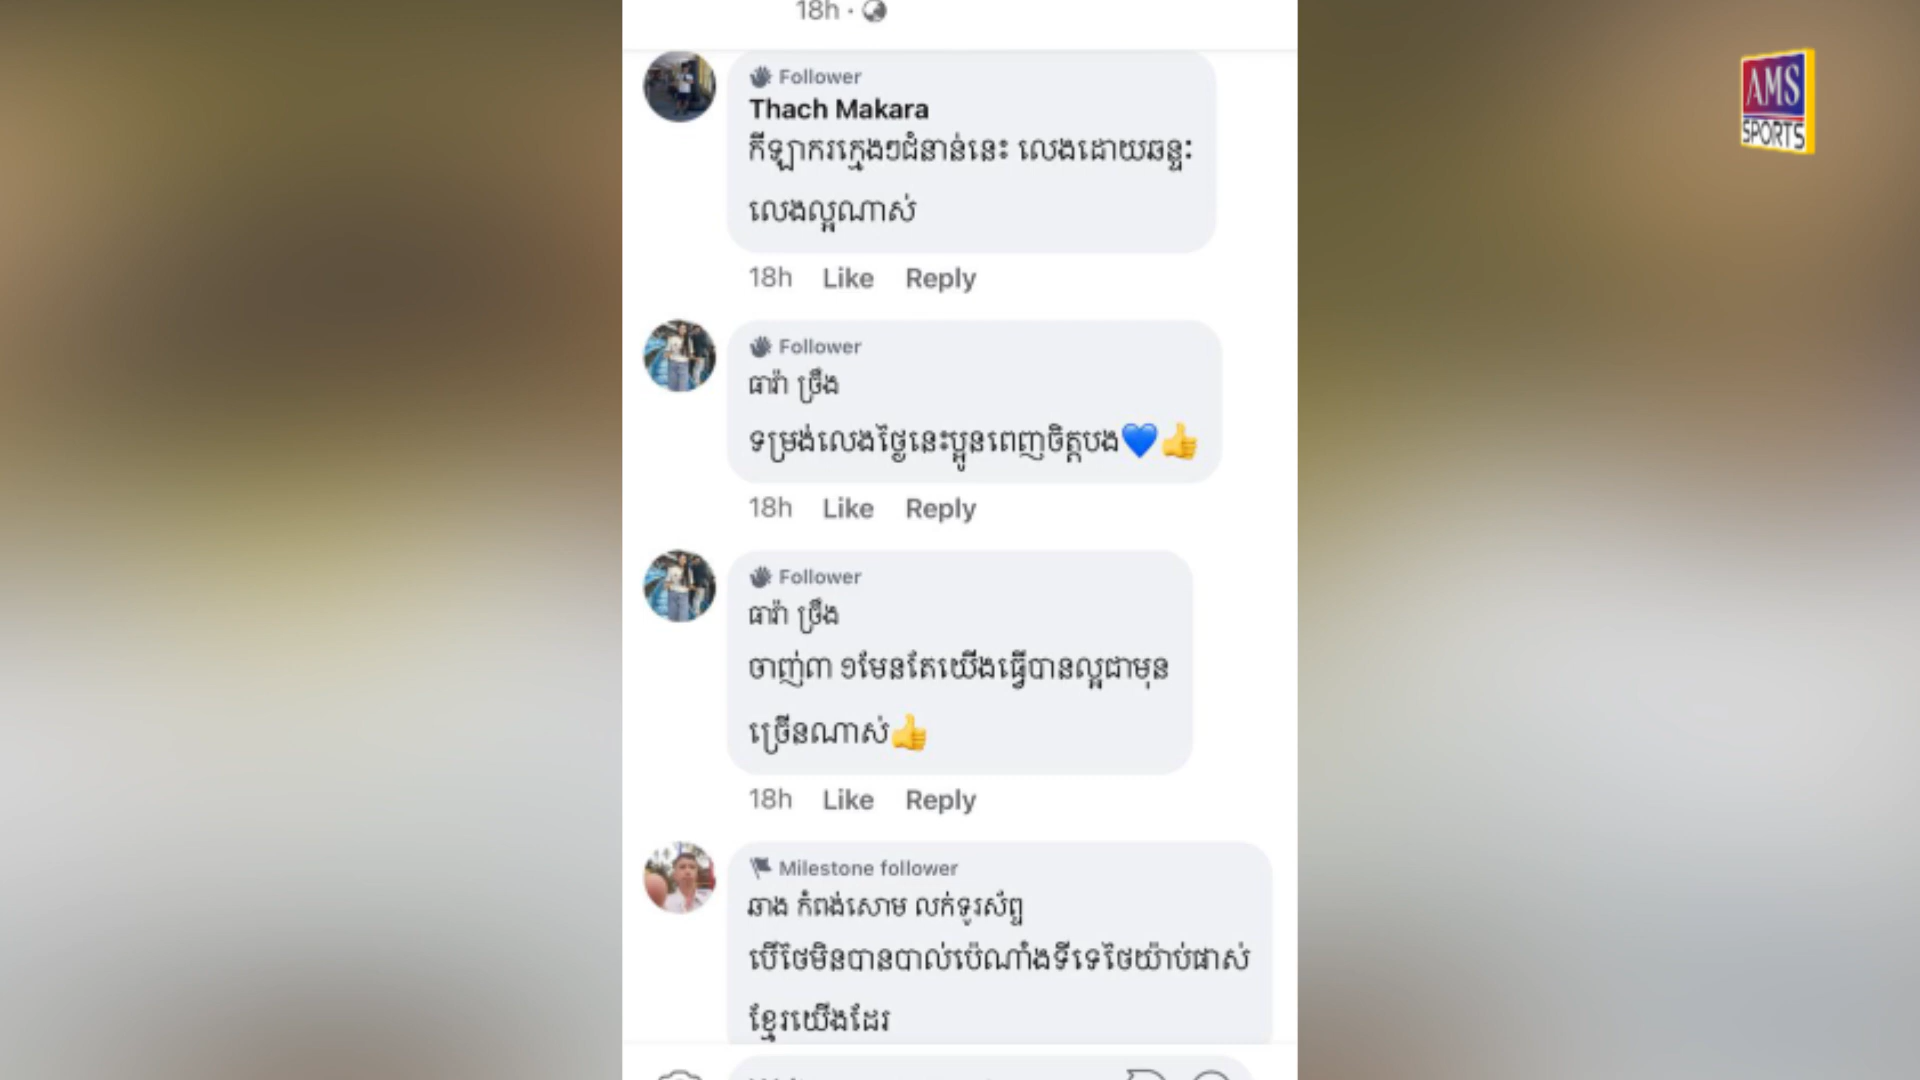 18h ·
AMS
SPORTS
Follower
Thach Makara
កីឡាករក្មេងៗជំនាន់នេះ លេងដោយឆន្ទៈ
លេងល្អណាស់
18h Like Reply
Follower
ធារ៉ា ច្រឹង
ទម្រង់លេងថ្ងៃនេះប្អូនពេញចិត្តបង💙👍
18h Like Reply
Follower
ធារ៉ា ច្រឹង
ចាញ់៣ ១មែនតែយើងធ្វើបានល្អជាមុន
ច្រើនណាស់👍
18h Like Reply
Milestone follower
ឆាង កំពង់សោម លក់ទូរស័ព្ទ
បើថៃមិនបានបាល់ប៉េណាំងទីទេថៃយ៉ាប់ផាស់
ខ្មែរយើងដែរ